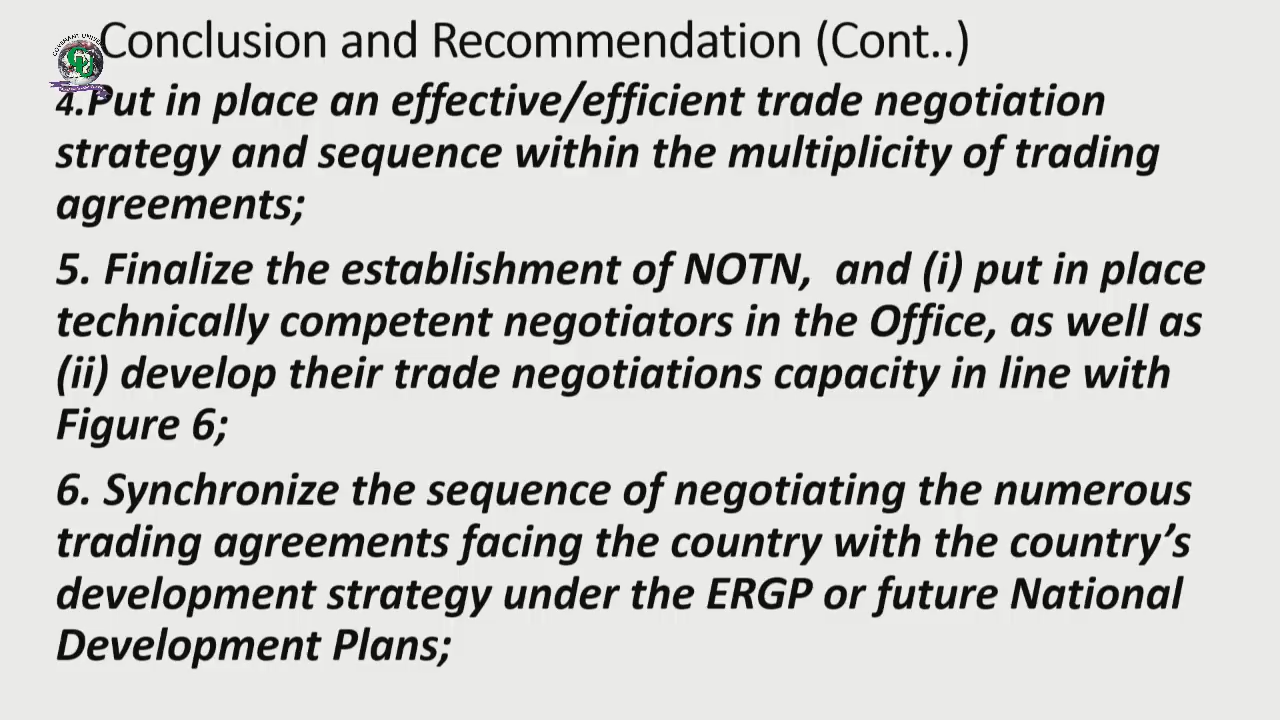 Conclusion and Recommendation (Cont..)
4.Put in place an effective/efficient trade negotiation
strategy and sequence within the multiplicity of trading
agreements;
5. Finalize the establishment of NOTN, and (i) put in place
technically competent negotiators in the Office, as well as
(ii) develop their trade negotiations capacity in line with
Figure 6;
6. Synchronize the sequence of negotiating the numerous
trading agreements facing the country with the country’s
development strategy under the ERGP or future National
Development Plans;